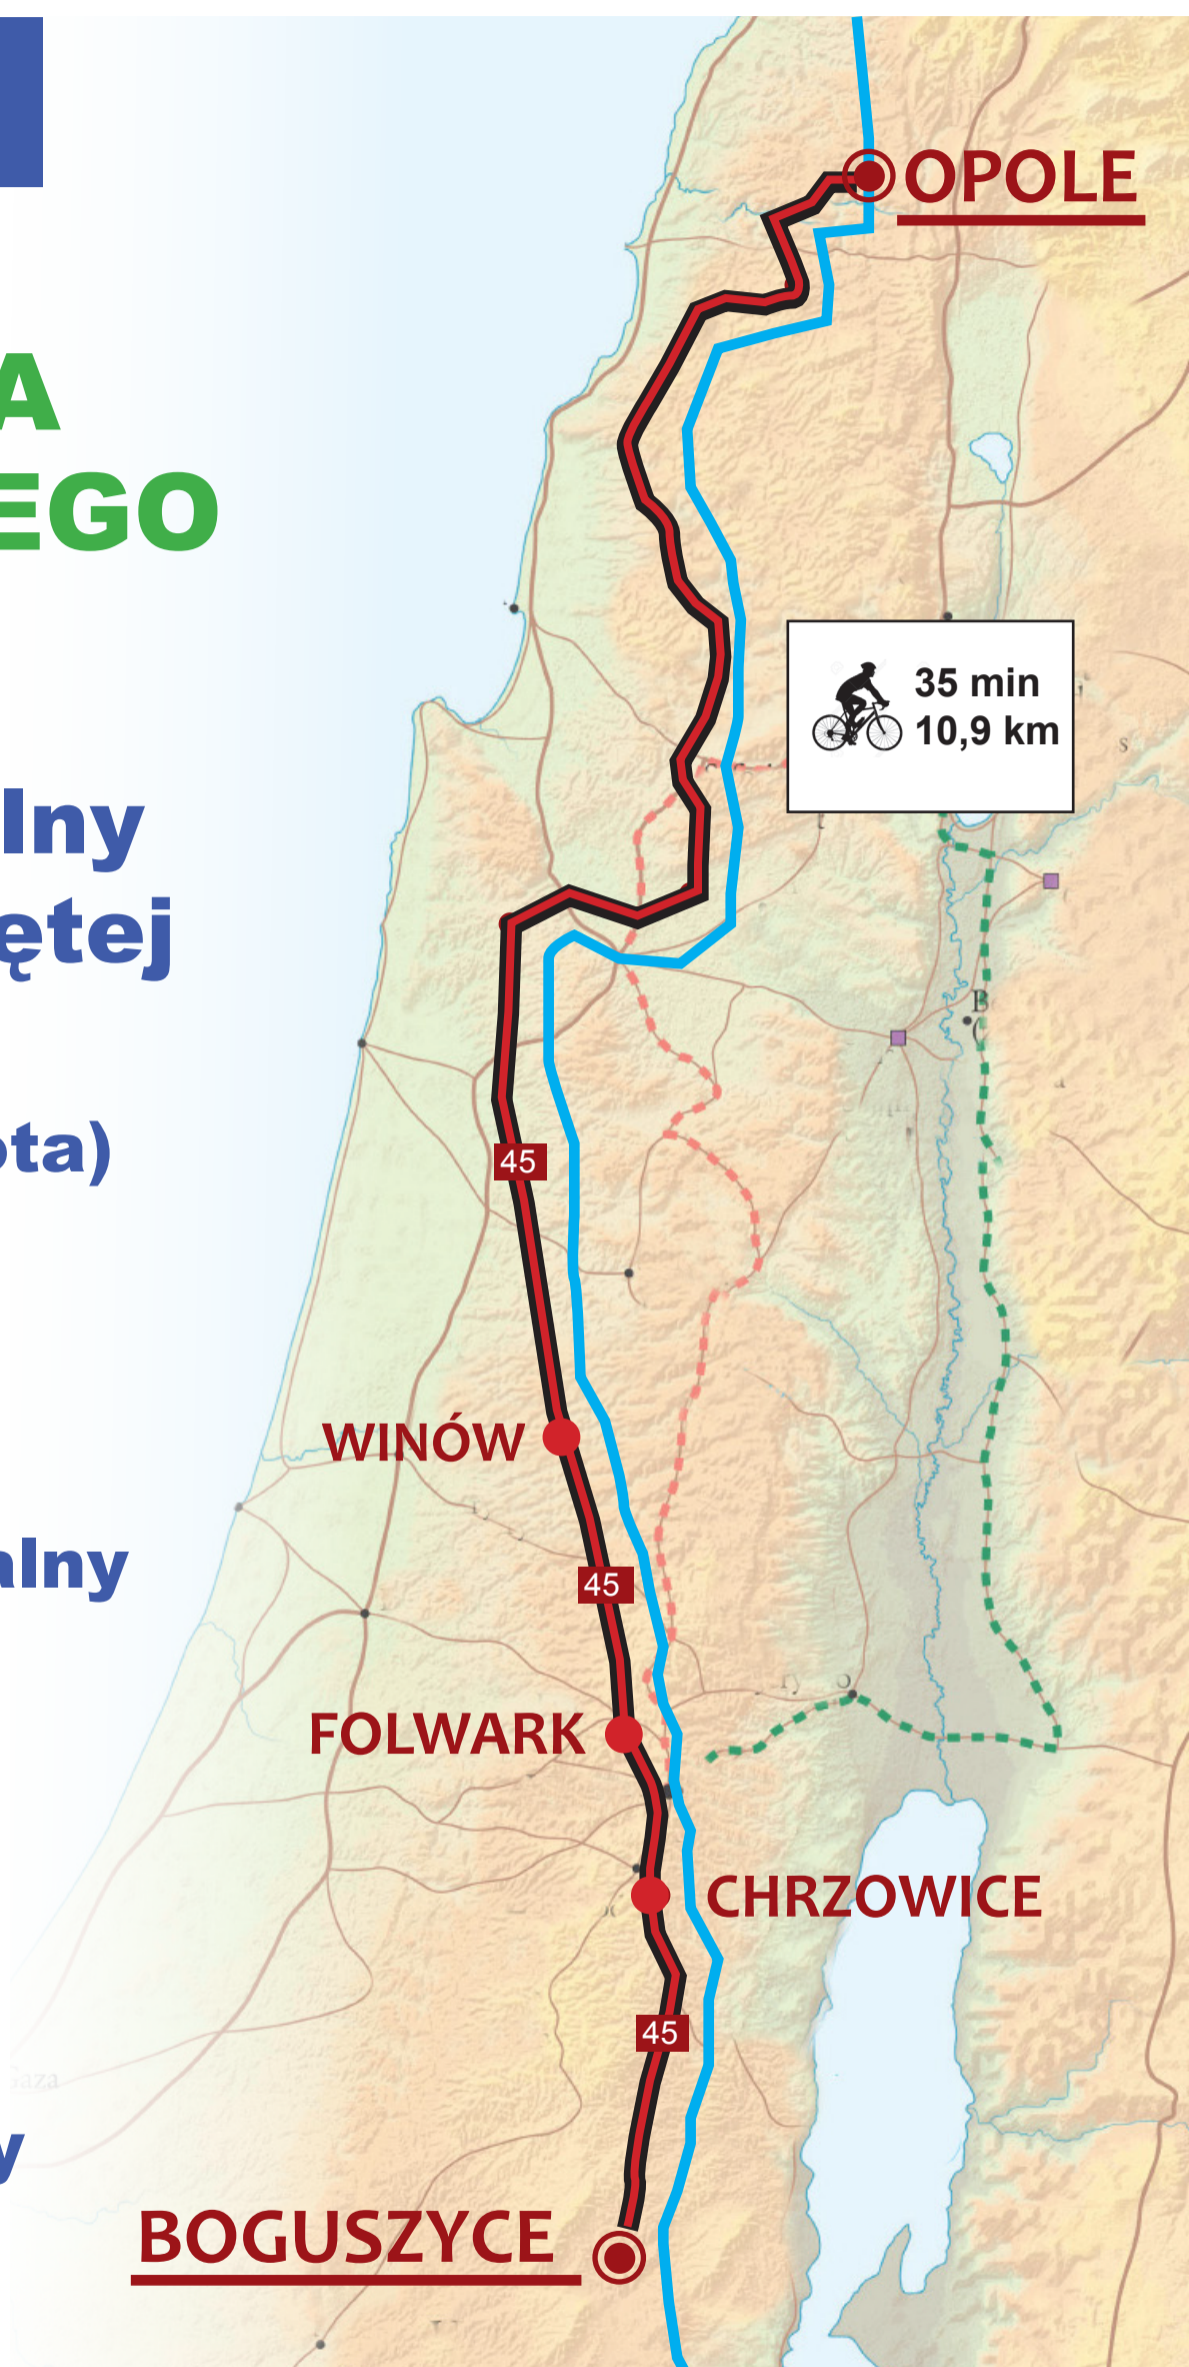 OPOLE
A
EGO
35 min
10,9 km
lny
ętej
ota)
45
WINÓW
alny
45
FOLWARK
CHRZOWICE
45
y
BOGUSZYCE